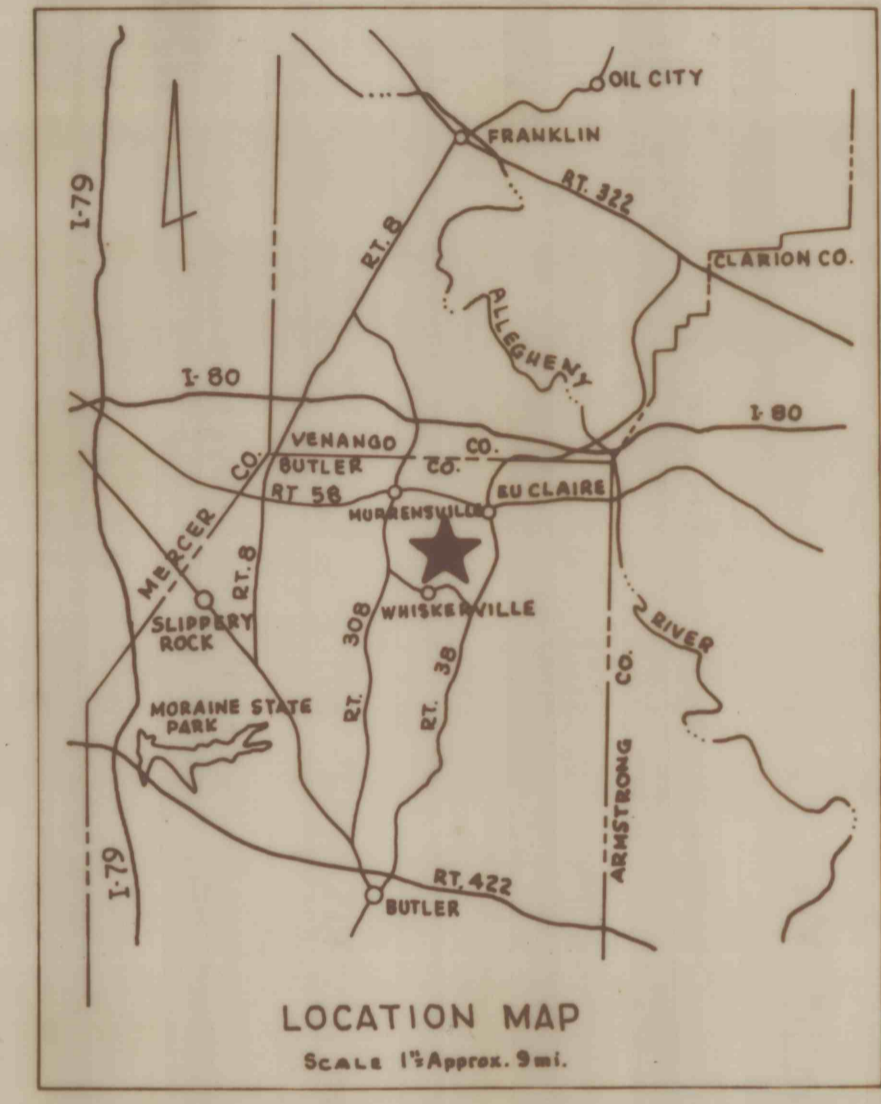 OIL CITY
FRANKLIN
I-79
RT. 322
RT. 8
CLARION CO.
ALLEGHENY
I-80
I-80
VENANGO CO.
BUTLER CO.
MERCER CO.
RT 58
EU CLAIRE
MURRENSVILLE
RT. 8
WHISKERVILLE
SLIPPERY
ROCK
RT. 308
RT. 38
RIVER
ARMSTRONG CO.
MORAINE STATE
PARK
I-79
RT. 422
BUTLER
LOCATION MAP
SCALE 1"=Approx. 9mi.